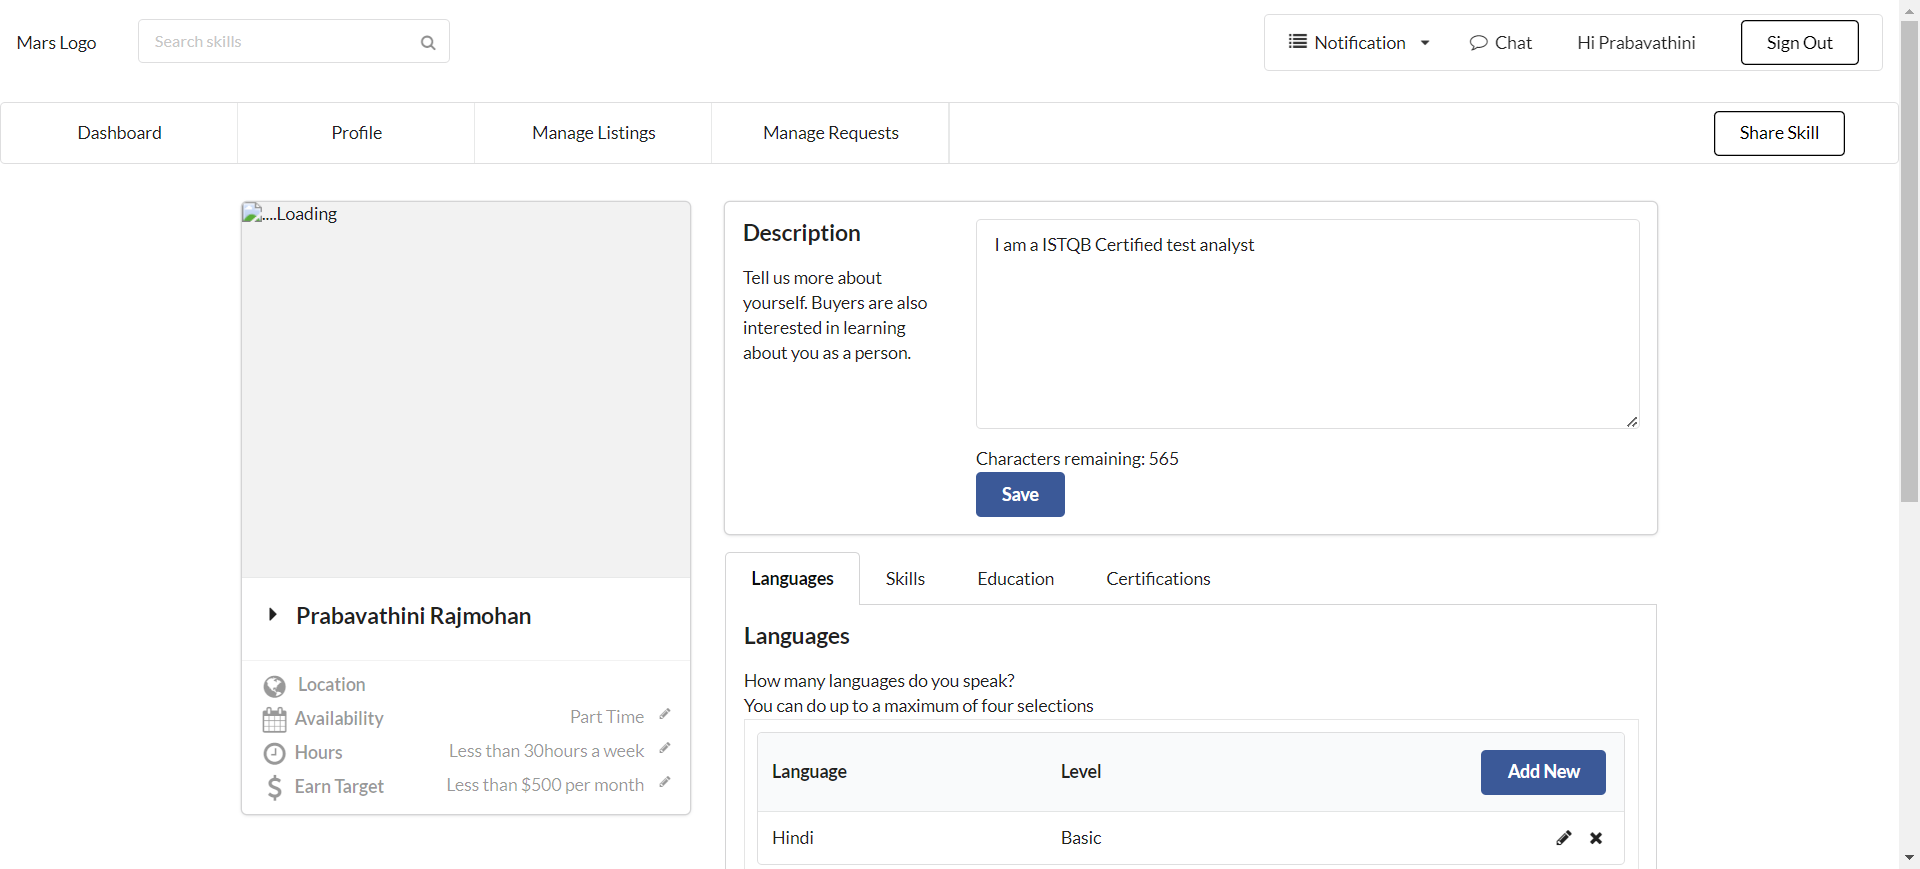 Mars Logo
Search skills
Notification
Chat
Hi Prabavathini
Sign Out
Dashboard
Profile
Manage Listings
Manage Requests
Share Skill
....Loading
Prabavathini Rajmohan
Location
Availability
Part Time
Hours
Less than 30hours a week
Earn Target
Less than $500 per month
Description
Tell us more about
yourself. Buyers are also
interested in learning
about you as a person.
I am a ISTQB Certified test analyst
Characters remaining: 565
Save
Languages
Skills
Education
Certifications
Languages
How many languages do you speak?
You can do up to a maximum of four selections
Language
Level
Add New
Hindi
Basic